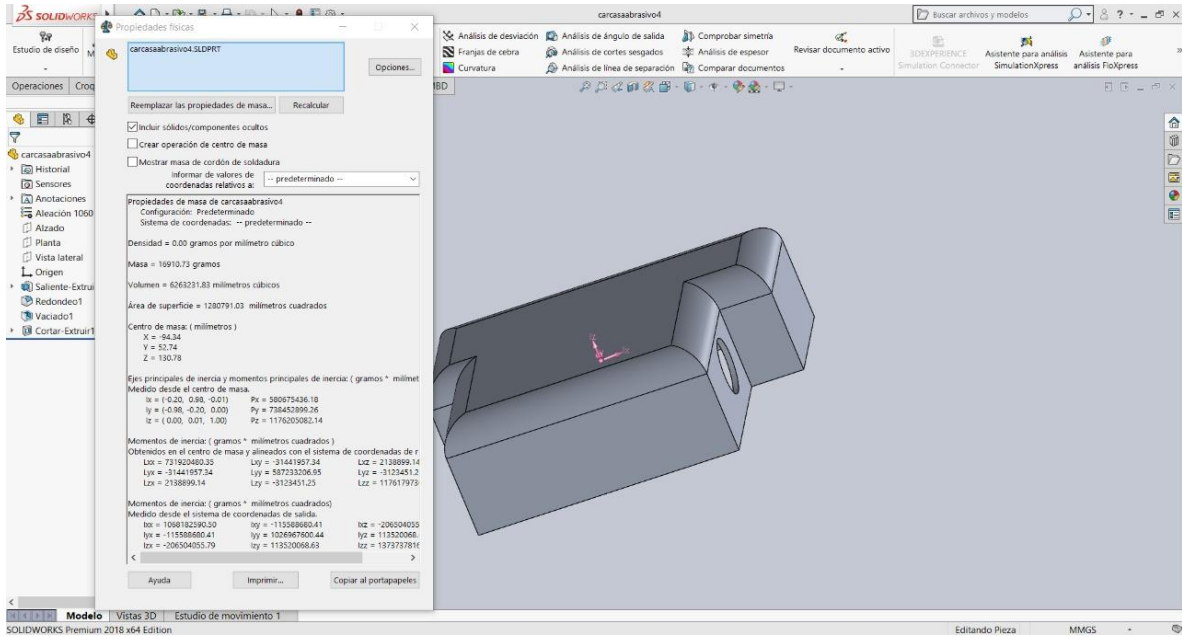 SOLIDWORKS
carcasaabrasivo4
Buscar archivos y modelos
Estudio de diseño
Análisis de desviación
Análisis de ángulo de salida
Comprobar simetría
Franjas de cebra
Análisis de cortes sesgados
Análisis de espesor
Revisar documento activo
Curvatura
Análisis de línea de separación
Comparar documentos
3DEXPERIENCE
Simulation Connector
Asistente para análisis
SimulationXpress
Asistente para
análisis FloXpress
Operaciones
Croq
MBD
carcasaabrasivo4
Historial
Sensores
Anotaciones
Aleación 1060
Alzado
Planta
Vista lateral
Origen
Saliente-Extrui
Redondeo1
Vaciado1
Cortar-Extruir1
Propiedades físicas
carcasaabrasivo4.SLDPRT
Opciones...
Reemplazar las propiedades de masa...
Recalcular
Incluir sólidos/componentes ocultos
Crear operación de centro de masa
Mostrar masa de cordón de soldadura
Informar de valores de
coordenadas relativos a:
-- predeterminado --
Propiedades de masa de carcasaabrasivo4
Configuración: Predeterminado
Sistema de coordenadas: -- predeterminado --
Densidad = 0.00 gramos por milímetro cúbico
Masa = 16910.73 gramos
Volumen = 6263231.83 milímetros cúbicos
Área de superficie = 1280791.03 milímetros cuadrados
Centro de masa: ( milímetros )
X = -94.34
Y = 52.74
Z = 130.78
Ejes principales de inercia y momentos principales de inercia: ( gramos * milímet
Medido desde el centro de masa.
Ix = (-0.20, 0.98, -0.01) Px = 580675436.18
Iy = (-0.98, -0.20, 0.00) Py = 738452899.26
Iz = ( 0.00, 0.01, 1.00) Pz = 1176205082.14
Momentos de inercia: ( gramos * milímetros cuadrados )
Obtenidos en el centro de masa y alineados con el sistema de coordenadas de r
Lxx = 731920480.35 Lxy = -31441957.34 Lxz = 2138899.14
Lyx = -31441957.34 Lyy = 587233206.95 Lyz = -3123451.2
Lzx = 2138899.14 Lzy = -3123451.25 Lzz = 117617973
Momentos de inercia: ( gramos * milímetros cuadrados)
Medido desde el sistema de coordenadas de salida.
Ixx = 1068182590.50 Ixy = -115588680.41 Ixz = -206504055
Iyx = -115588680.41 Iyy = 1026967600.44 Iyz = 113520068.
Izx = -206504055.79 Izy = 113520068.63 Izz = 1373737816
Ayuda
Imprimir...
Copiar al portapapeles
Modelo
Vistas 3D
Estudio de movimiento 1
SOLIDWORKS Premium 2018 x64 Edition
Editando Pieza
MMGS